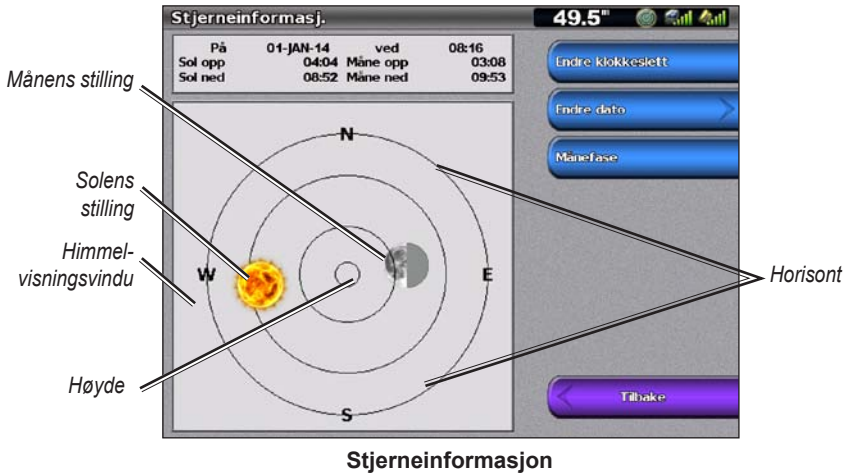 Stjerneinformasj.
49.5"
På 01-JAN-14 ved 08:16
Sol opp 04:04 Måne opp 03:08
Sol ned 08:52 Måne ned 09:53
Endre klokkeslett
Endre dato
Månefase
Månens stilling
N
Solens
stilling
Himmel-
visningsvindu
W
E
Horisont
Høyde
S
Tilbake
Stjerneinformasjon